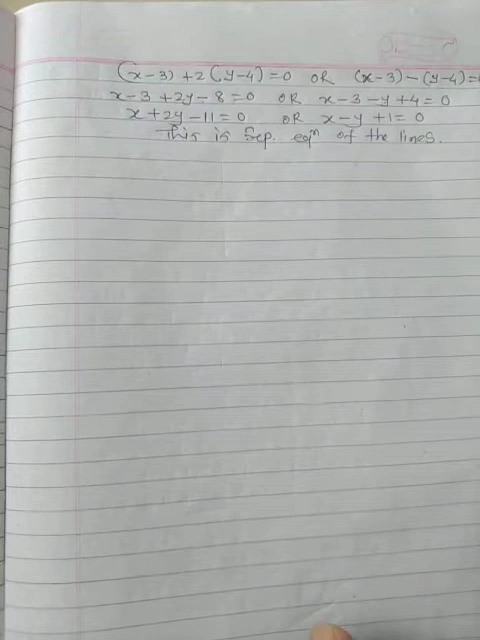 (x-3) +2 (y-4) =0 OR (x-3) - (y-4) =
x-3 +2y -8 =0 OR x-3-y+4=0
x+2y-11=0 OR x-y+1=0
This is Sep. eqⁿ of the lines.